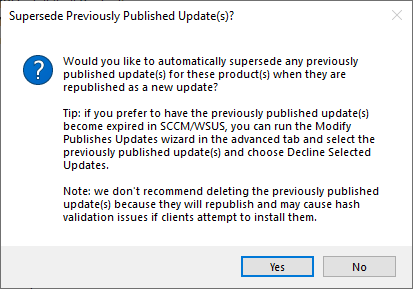 Supersede Previously Published Update(s)?
Would you like to automatically supersede any previously
published update(s) for these product(s) when they are
republished as a new update?
Tip: if you prefer to have the previously published update(s)
become expired in SCCM/WSUS, you can run the Modify
Publishes Updates wizard in the advanced tab and select the
previously published update(s) and choose Decline Selected
Updates.
Note: we don't recommend deleting the previously published
update(s) because they will republish and may cause hash
validation issues if clients attempt to install them.
Yes
No